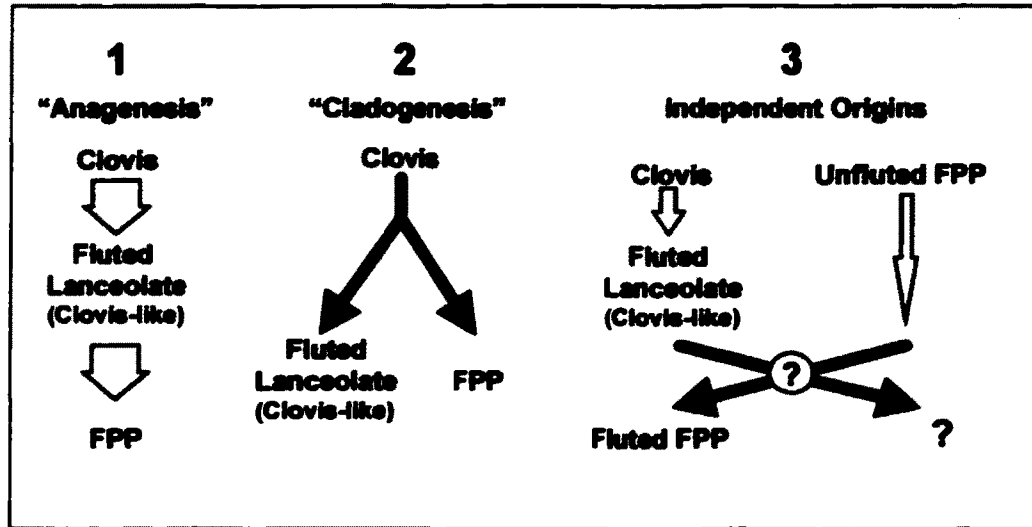 1
"Anagenesis"
Clovis
Fluted
Lanceolate
(Clovis-like)
FPP
2
"Cladogenesis"
Clovis
Fluted
Lanceolate
(Clovis-like)
FPP
3
Independent Origins
Clovis
Unfluted FPP
Fluted
Lanceolate
(Clovis-like)
?
Fluted FPP
?